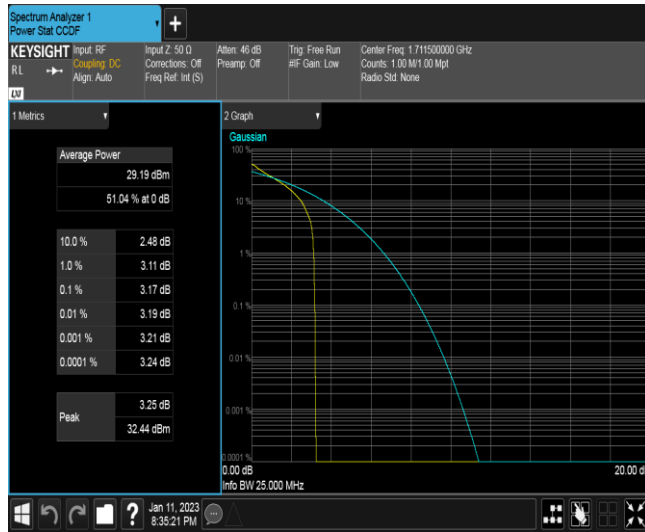 Spectrum Analyzer 1
Power Stat CCDF
+
KEYSIGHT
R L
Input: RF
Coupling: DC
Align: Auto
Input Z: 50 Ω
Corrections: Off
Freq Ref: Int (S)
Atten: 46 dB
Preamp: Off
Trig: Free Run
#IF Gain: Low
Center Freq: 1.711500000 GHz
Counts: 1.00 M/1.00 Mpt
Radio Std: None
1 Metrics
Average Power
29.19 dBm
51.04 % at 0 dB
10.0 % 2.48 dB
1.0 % 3.11 dB
0.1 % 3.17 dB
0.01 % 3.19 dB
0.001 % 3.21 dB
0.0001 % 3.24 dB
Peak
3.25 dB
32.44 dBm
2 Graph
Gaussian
100 %
10 %
1 %
0.1 %
0.01 %
0.001 %
0.0001 %
0.00 dB
20.00 d
Info BW 25.000 MHz
?
Jan 11, 2023
8:35:21 PM